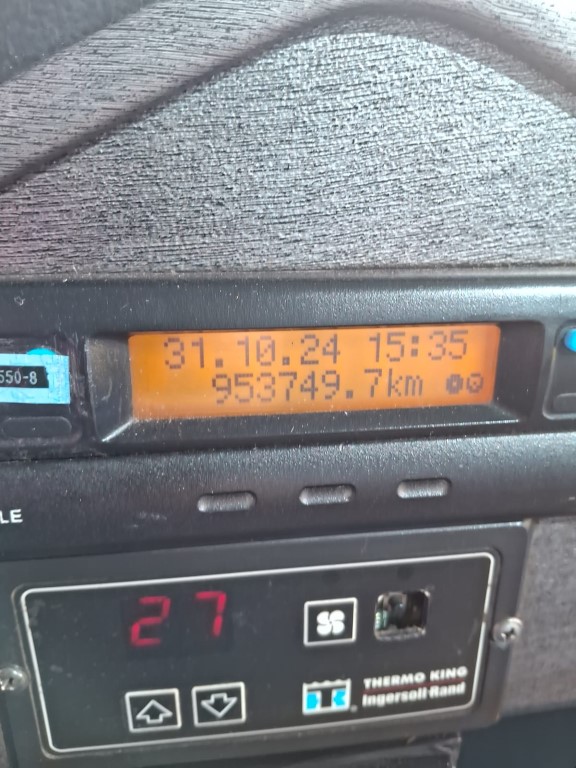 31.10.24 15:35
550-8
953749.7km
LE
27
THERMO KING
Ingersoll-Rand